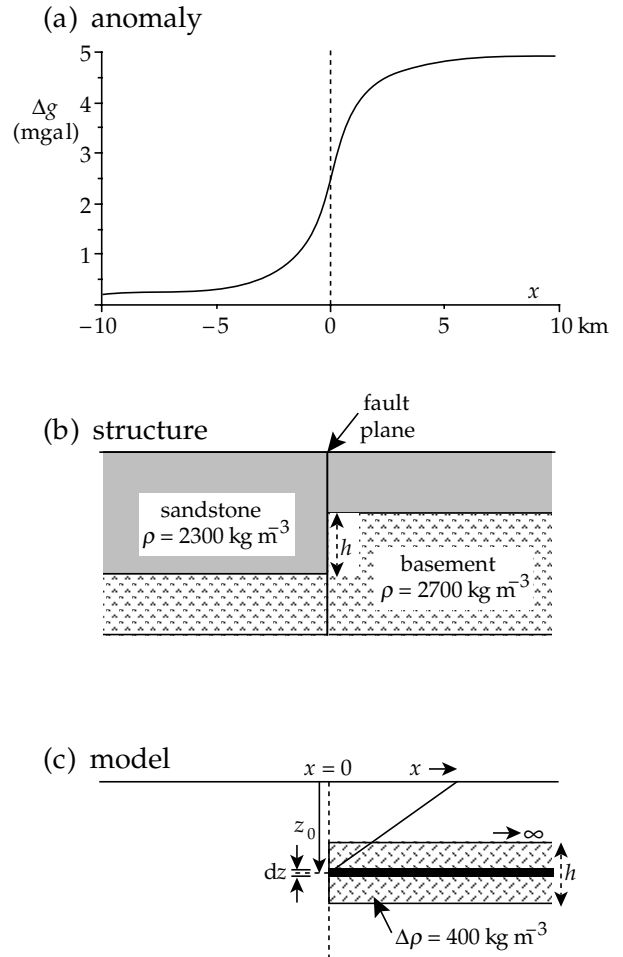 (a) anomaly
5
Δg
(mgal)
4
3
2
1
x
−10
−5
0
5
10 km
(b) structure
fault
plane
sandstone
ρ = 2300 kg m⁻³
h
basement
ρ = 2700 kg m⁻³
(c) model
x = 0
x
z₀
∞
dz
h
Δρ = 400 kg m⁻³